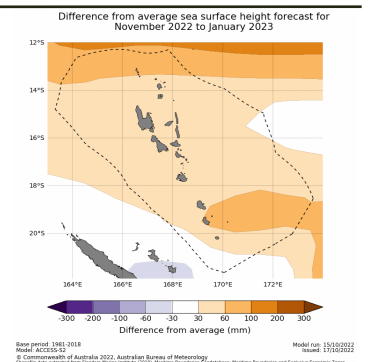 Difference from average sea surface height forecast for
November 2022 to January 2023
12°S
14°S
16°S
18°S
20°S
164°E 166°E 168°E 170°E 172°E
-300 -200 -100 -60 -30 30 60 100 200 300
Difference from average (mm)
Base period: 1981-2018
Model: ACCESS-S2
Model run: 15/10/2022
Issued: 17/10/2022
© Commonwealth of Australia 2022, Australian Bureau of Meteorology